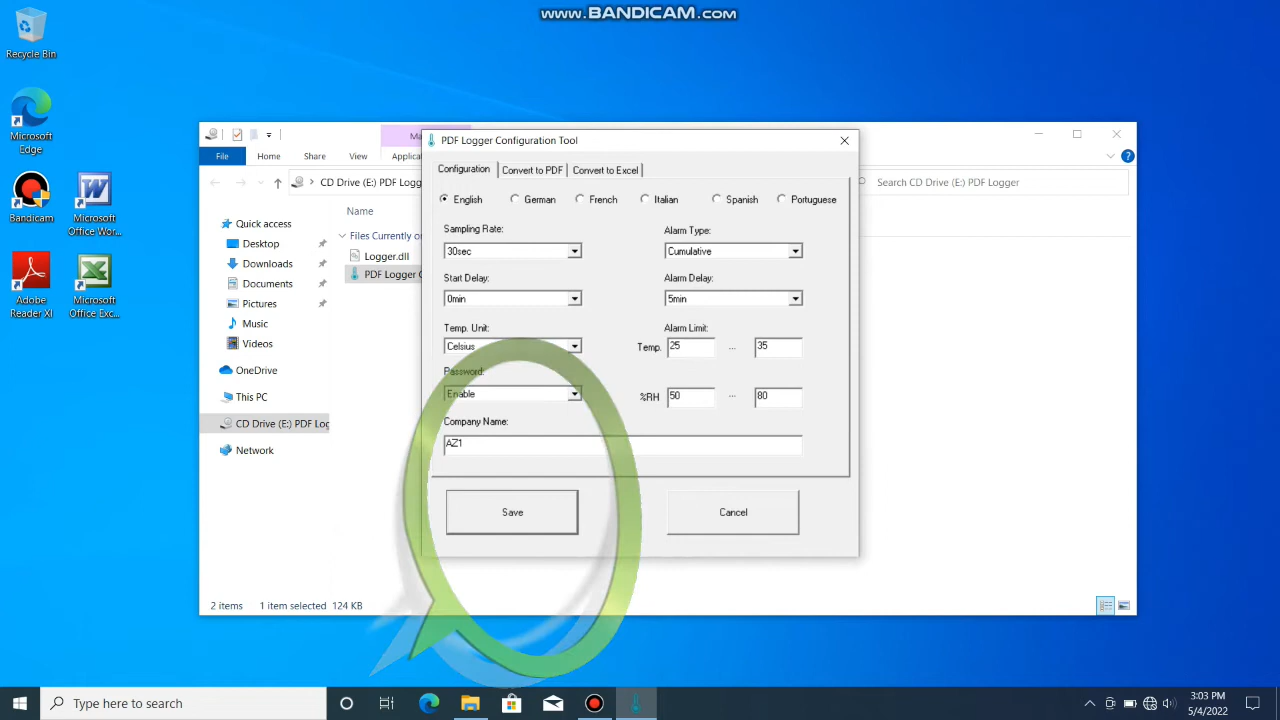 www.BANDICAM.com
Recycle Bin
Microsoft
Edge
Bandicam
Microsoft
Office Wor...
Adobe
Reader XI
Microsoft
Office Exc...
File
Home
Share
View
CD Drive (E:) PDF Logg
Search CD Drive (E:) PDF Logger
Quick access
Desktop
Downloads
Documents
Pictures
Music
Videos
OneDrive
This PC
CD Drive (E:) PDF Log
Network
Name
Files Currently o
Logger.dll
PDF Logger
2 items
1 item selected
124 KB
PDF Logger Configuration Tool
Configuration
Convert to PDF
Convert to Excel
English
German
French
Italian
Spanish
Portuguese
Sampling Rate:
30sec
Alarm Type:
Cumulative
Start Delay:
0min
Alarm Delay:
5min
Temp. Unit:
Celsius
Alarm Limit:
Temp. 25 ... 35
Password:
Enable
%RH 50 ... 80
Company Name:
AZ1
Save
Cancel
Type here to search
3:03 PM
5/4/2022